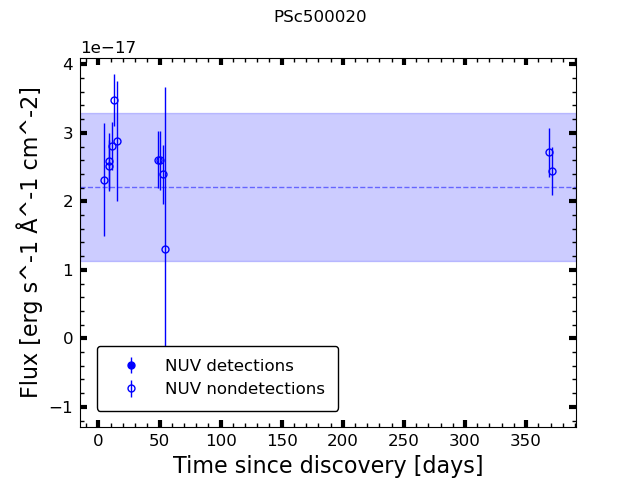 PSc500020
1e−17
4
3
2
1
0
−1
Flux [erg s^-1 Å^-1 cm^-2]
NUV detections
NUV nondetections
0 50 100 150 200 250 300 350
Time since discovery [days]